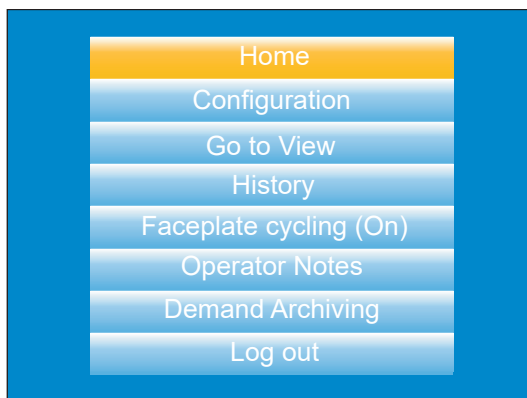 Home
Configuration
Go to View
History
Faceplate cycling (On)
Operator Notes
Demand Archiving
Log out